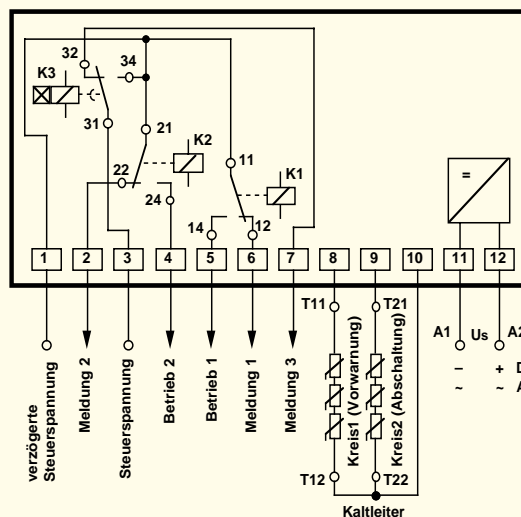 32
34
K3
31
21
K2
22
11
24
K1
14
12
=
1 2 3 4 5 6 7 8 9 10 11 12
T11
T21
A1 Us A2
– + D
~ ~ A
verzögerte
Steuerspannung
Meldung 2
Steuerspannung
Betrieb 2
Betrieb 1
Meldung 1
Meldung 3
Kreis1 (Vorwarnung)
Kreis2 (Abschaltung)
T12
T22
Kaltleiter